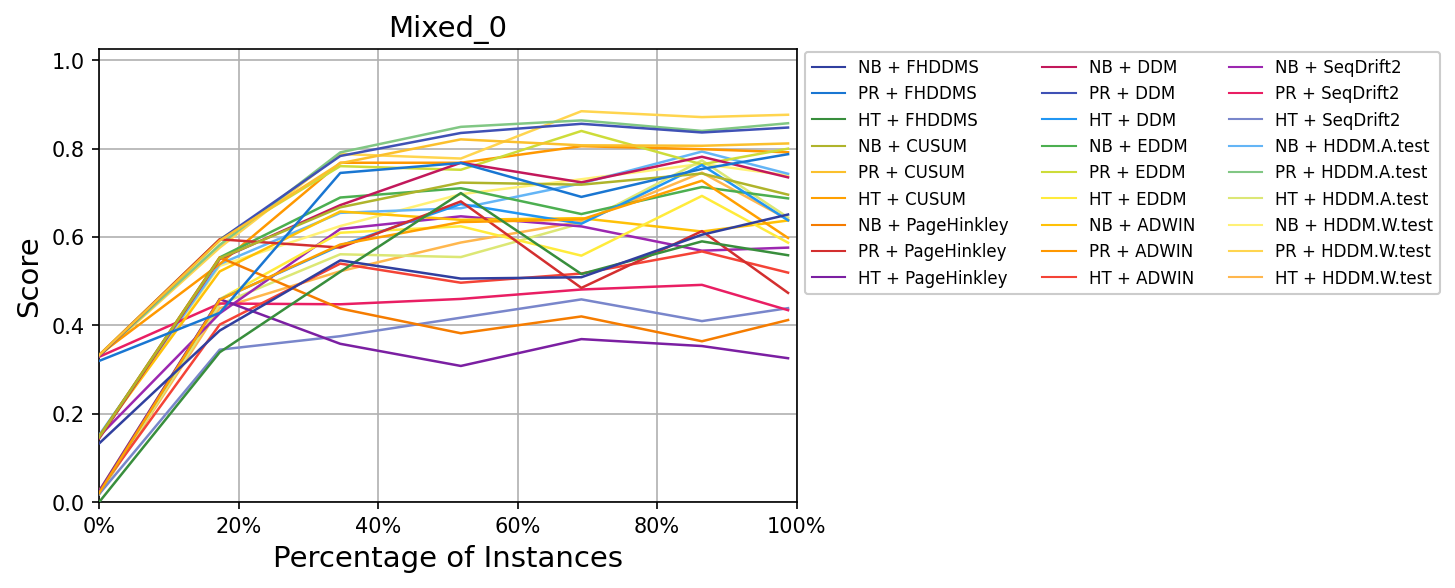 Mixed_0
1.0
0.8
0.6
0.4
0.2
0.0
Score
0% 20% 40% 60% 80% 100%
Percentage of Instances
NB + FHDDMS
PR + FHDDMS
HT + FHDDMS
NB + CUSUM
PR + CUSUM
HT + CUSUM
NB + PageHinkley
PR + PageHinkley
HT + PageHinkley
NB + DDM
PR + DDM
HT + DDM
NB + EDDM
PR + EDDM
HT + EDDM
NB + ADWIN
PR + ADWIN
HT + ADWIN
NB + SeqDrift2
PR + SeqDrift2
HT + SeqDrift2
NB + HDDM.A.test
PR + HDDM.A.test
HT + HDDM.A.test
NB + HDDM.W.test
PR + HDDM.W.test
HT + HDDM.W.test